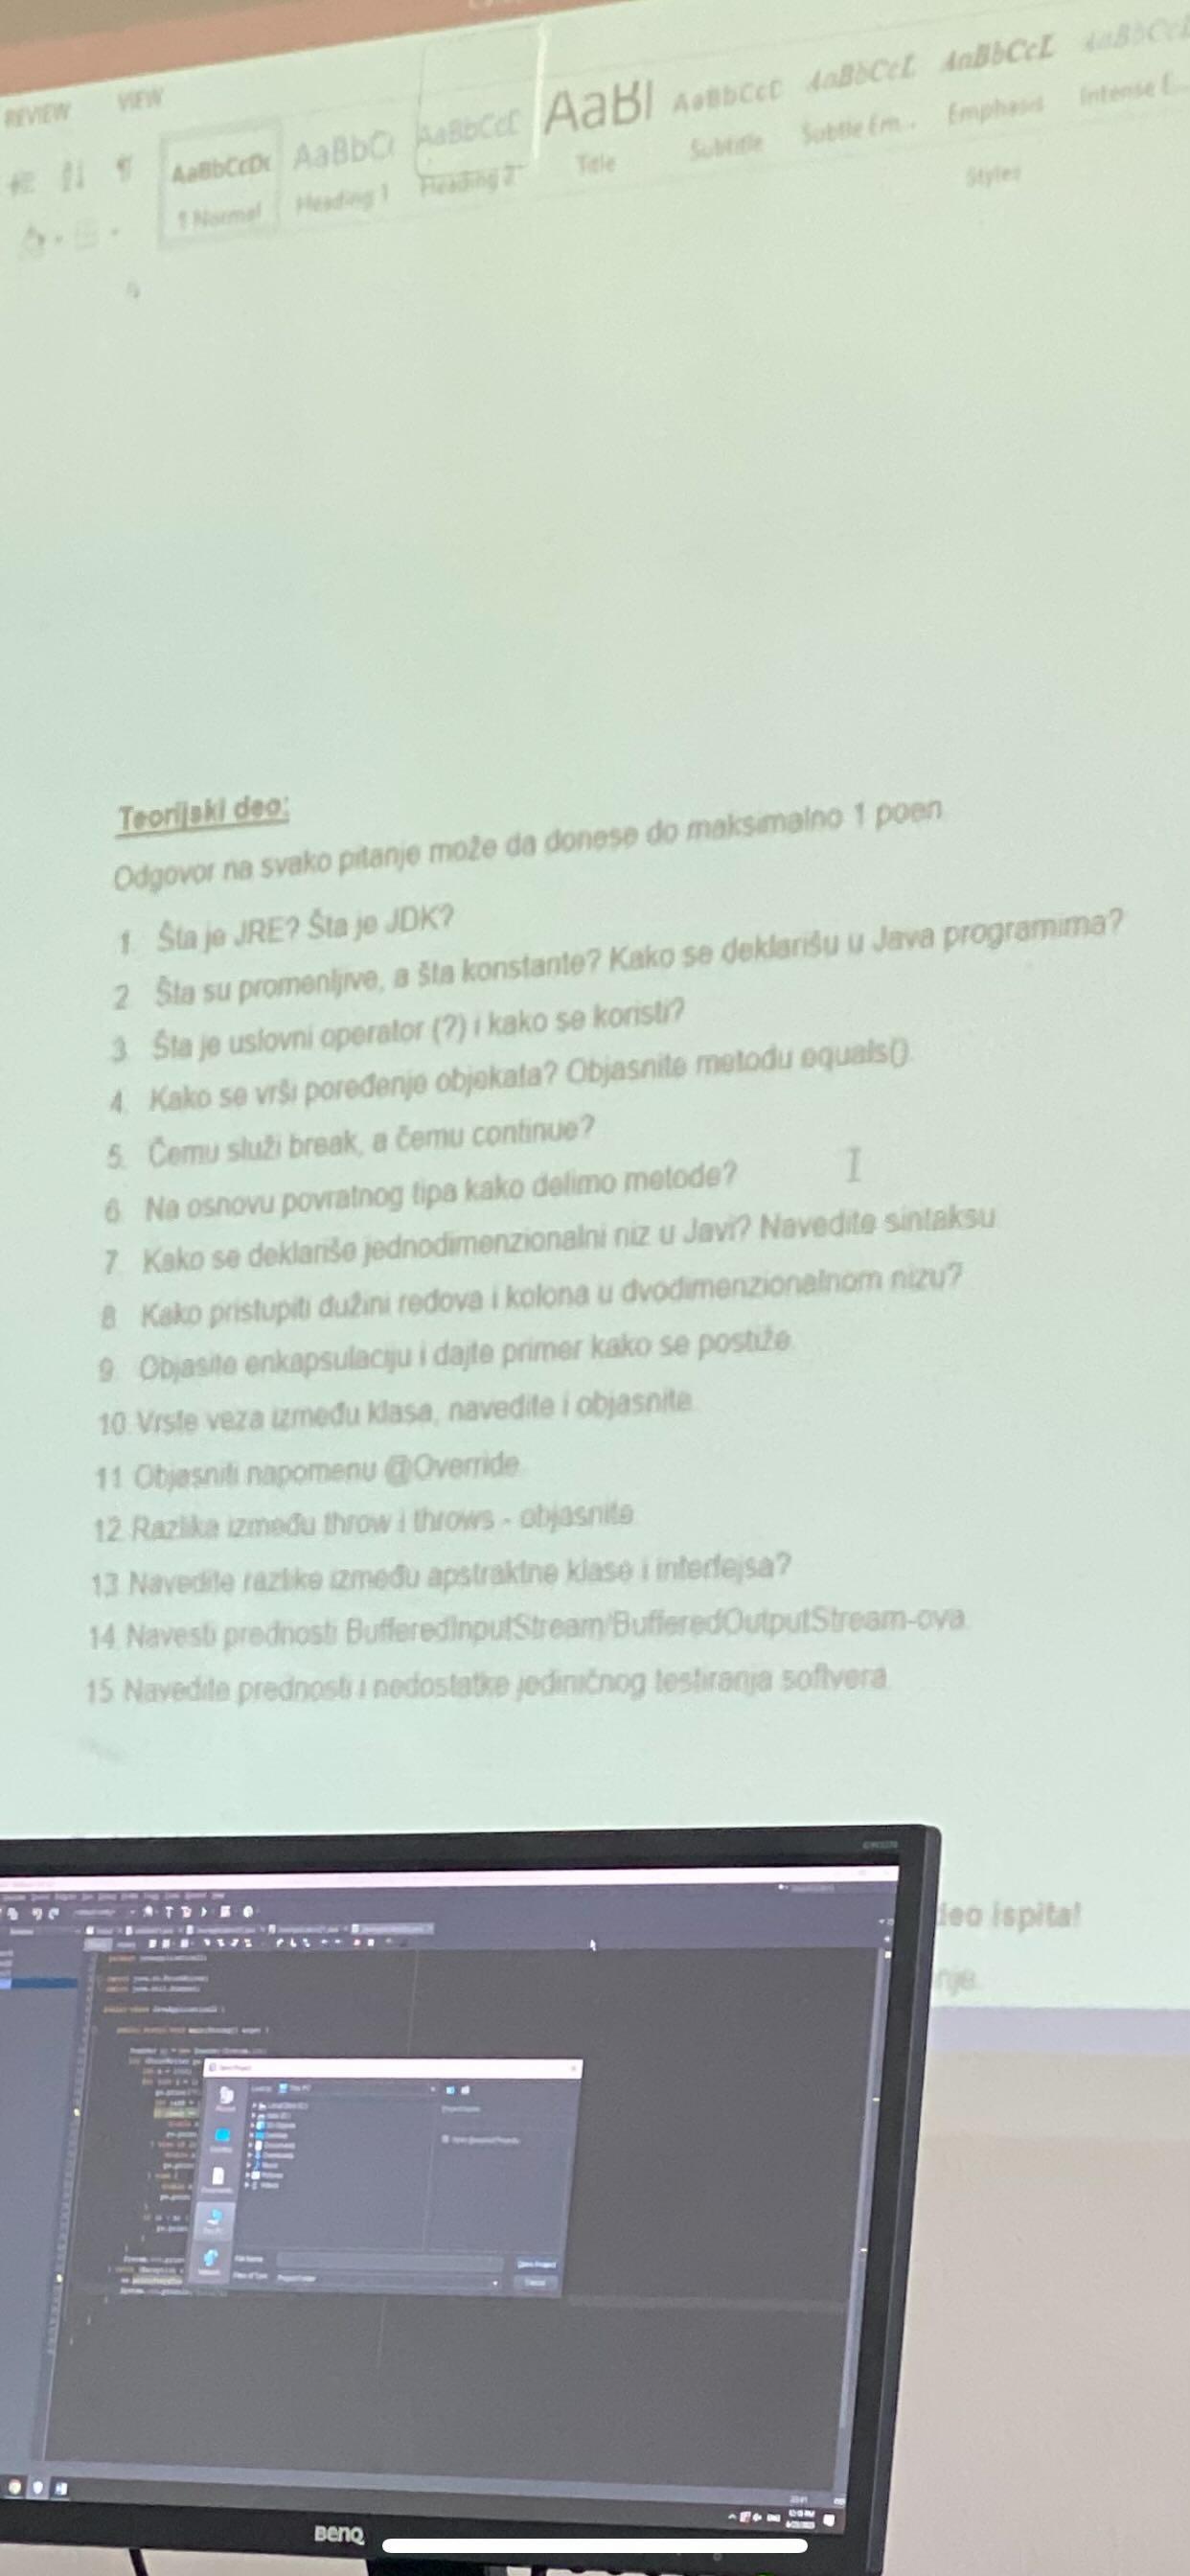 REVIEW VIEW
AaBbCcDc AaBbCc AaBbCcD AaBl AaBbCcD AaBbCcD AaBbCcD AaBbCcD
¶ Normal Heading 1 Heading 2 Title Subtitle Subtle Em... Emphasis Intense E...
Styles
Teorijski deo:
Odgovor na svako pitanje može da donese do maksimalno 1 poen
1. Šta je JRE? Šta je JDK?
2. Šta su promenljive, a šta konstante? Kako se deklarišu u Java programima?
3. Šta je uslovni operator (?) i kako se koristi?
4. Kako se vrši poređenje objekata? Objasnite metodu equals().
5. Čemu služi break, a čemu continue?
6. Na osnovu povratnog tipa kako delimo metode?
7. Kako se deklariše jednodimenzionalni niz u Javi? Navedite sintaksu
8. Kako pristupiti dužini redova i kolona u dvodimenzionalnom nizu?
9. Objasite enkapsulaciju i dajte primer kako se postiže.
10. Vrste veza između klasa, navedite i objasnite.
11. Objasniti napomenu @Override.
12. Razlika između throw i throws - objasnite.
13. Navedite razlike između apstraktne klase i interfejsa?
14. Navesti prednosti BufferedInputStream/BufferedOutputStream-ova.
15. Navedite prednosti i nedostatke jediničnog testiranja softvera.
deo ispita!
nje.
BenQ